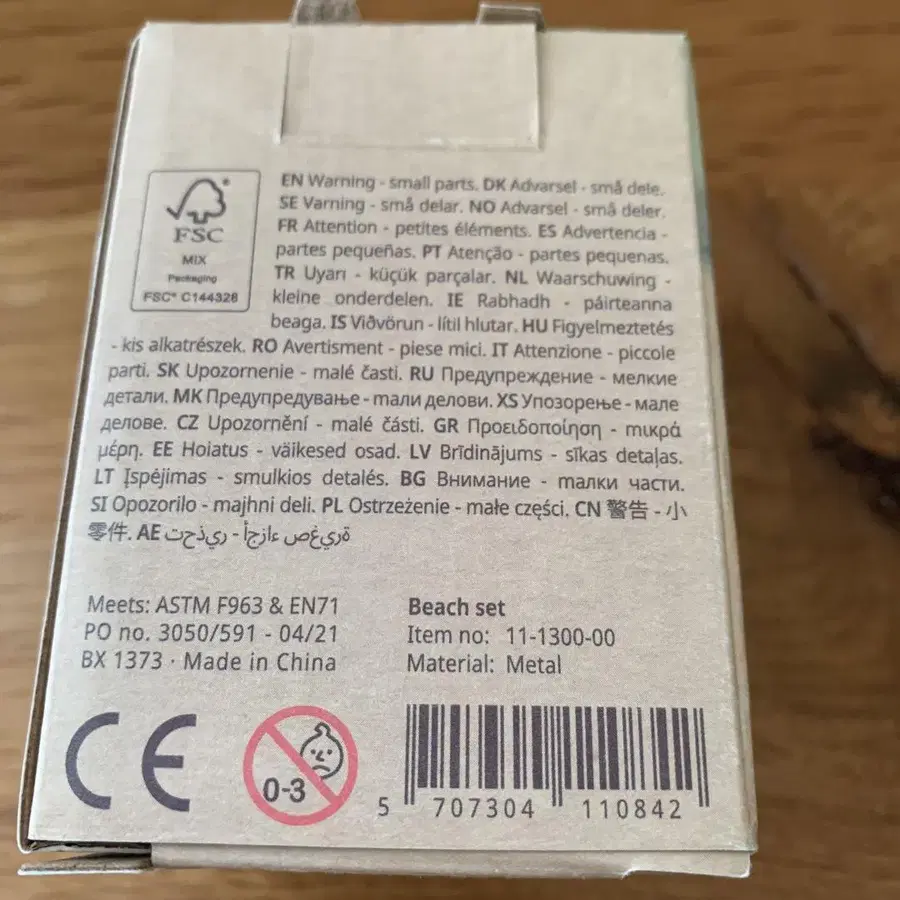 FSC
MIX
Packaging
FSC® C144328
EN Warning - small parts. DK Advarsel - små dele.
SE Varning - små delar. NO Advarsel - små deler.
FR Attention - petites éléments. ES Advertencia -
partes pequeñas. PT Atenção - partes pequenas.
TR Uyarı - küçük parçalar. NL Waarschuwing -
kleine onderdelen. IE Rabhadh - páirteanna
beaga. IS Viðvörun - lítil hlutar. HU Figyelmeztetés
- kis alkatrészek. RO Avertisment - piese mici. IT Attenzione - piccole
parti. SK Upozornenie - malé časti. RU Предупреждение - мелкие
детали. MK Предупредување - мали делови. XS Упозорење - мале
делове. CZ Upozornění - malé části. GR Προειδοποίηση - μικρά
μέρη. EE Hoiatus - väikesed osad. LV Brīdinājums - sīkas detaļas.
LT Įspėjimas - smulkios detalės. BG Внимание - малки части.
SI Opozorilo - majhni deli. PL Ostrzeżenie - małe części. CN 警告 - 小
零件. AE ةريغص ءازجأ - ريذحت
Meets: ASTM F963 & EN71
PO no. 3050/591 - 04/21
BX 1373 · Made in China
Beach set
Item no: 11-1300-00
Material: Metal
CE
0-3
5 707304 110842